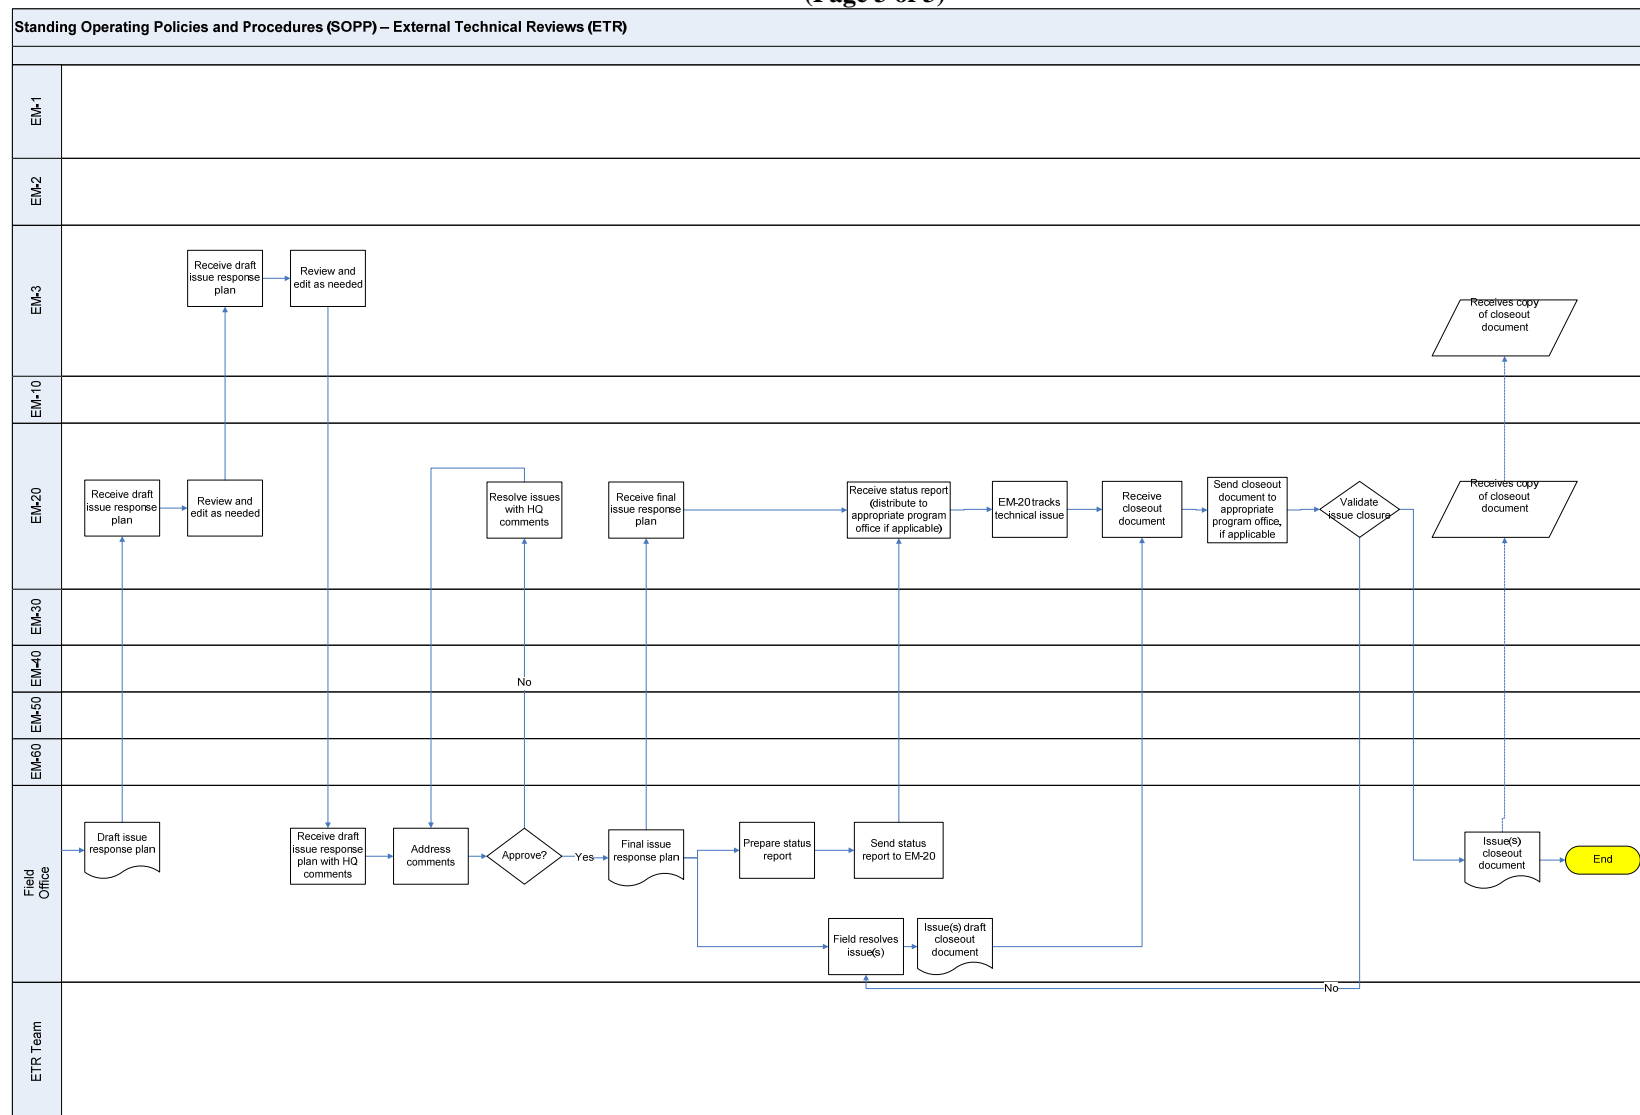 (Page 3 of 3)
Standing Operating Policies and Procedures (SOPP) – External Technical Reviews (ETR)
EM-1
EM-2
EM-3
Receive draft
issue response
plan
Review and
edit as needed
Receives copy
of closeout
document
EM-10
EM-20
Receive draft
issue response
plan
Review and
edit as needed
Resolve issues
with HQ
comments
Receive final
issue response
plan
Receive status report
(distribute to
appropriate program
office if applicable)
EM-20 tracks
technical issue
Receive
closeout
document
Send closeout
document to
appropriate
program office,
if applicable
Validate
issue closure
Receives copy
of closeout
document
EM-30
EM-40
No
EM-50
EM-60
Field
Office
Draft issue
response plan
Receive draft
issue response
plan with HQ
comments
Address
comments
Approve?
Yes
Final issue
response plan
Prepare status
report
Send status
report to EM-20
Issue(s)
closeout
document
End
Field resolves
issue(s)
Issue(s) draft
closeout
document
No
ETR Team